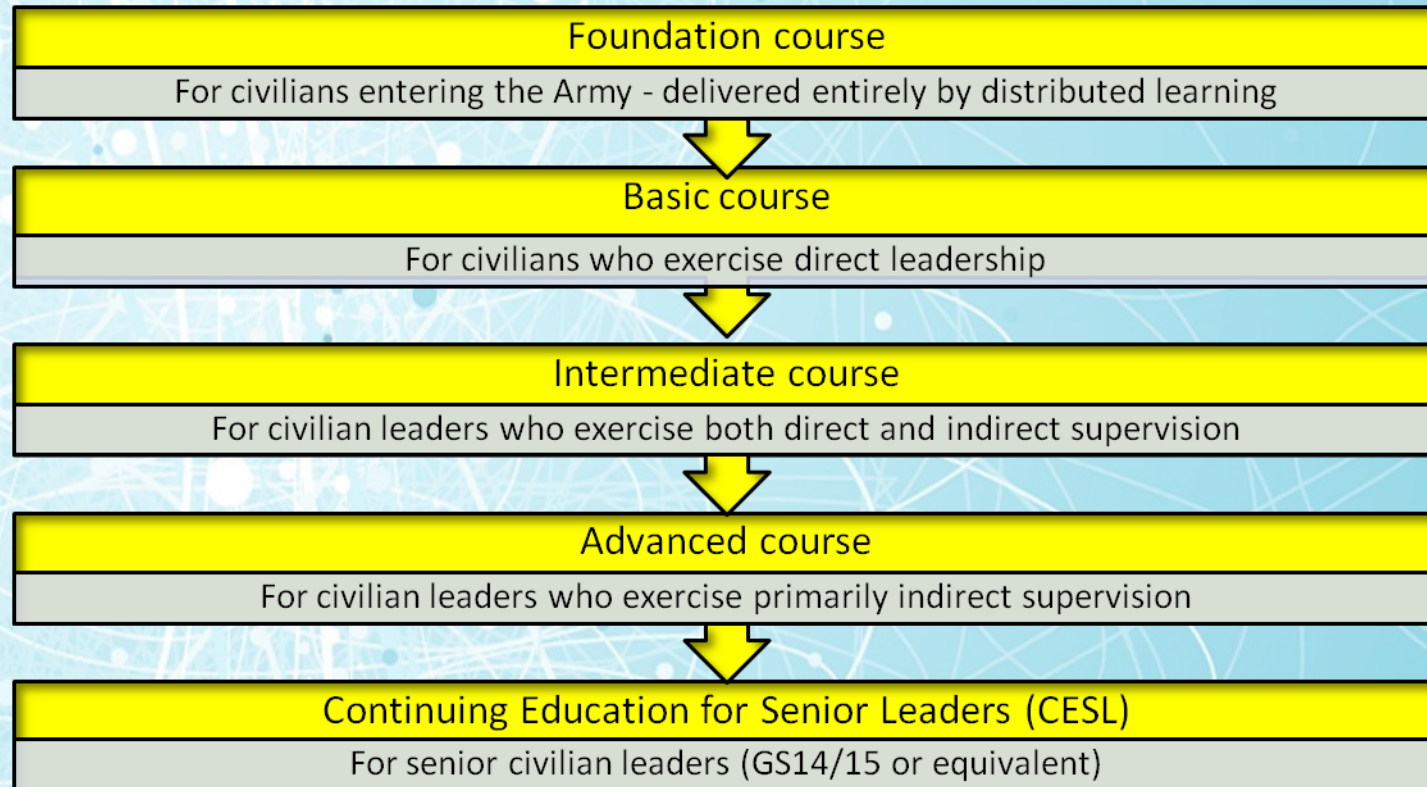 Foundation course
For civilians entering the Army - delivered entirely by distributed learning
Basic course
For civilians who exercise direct leadership
Intermediate course
For civilian leaders who exercise both direct and indirect supervision
Advanced course
For civilian leaders who exercise primarily indirect supervision
Continuing Education for Senior Leaders (CESL)
For senior civilian leaders (GS14/15 or equivalent)